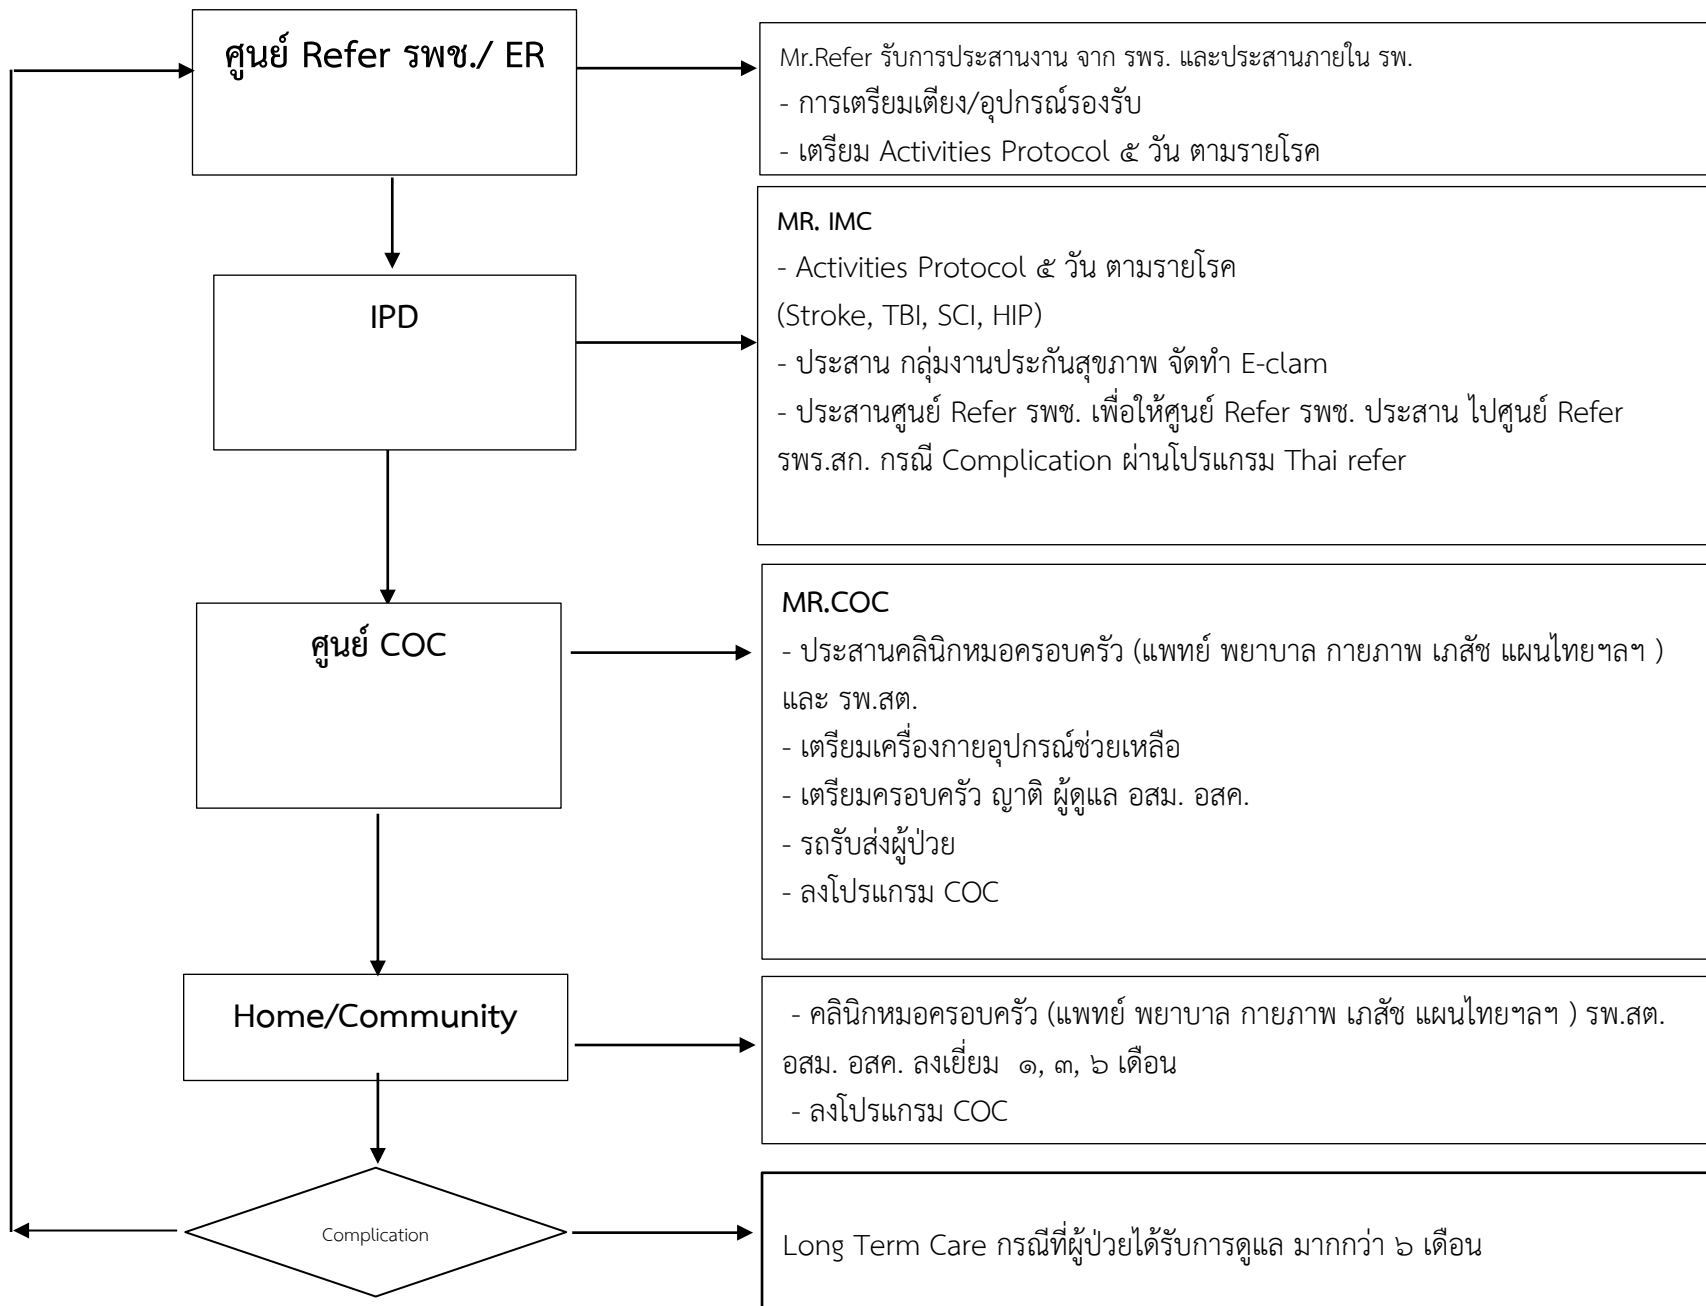 ศูนย์ Refer รพช./ ER
Mr.Refer รับการประสานงาน จาก รพร. และประสานภายใน รพ.
- การเตรียมเตียง/อุปกรณ์รองรับ
- เตรียม Activities Protocol ๕ วัน ตามรายโรค
IPD
MR. IMC
- Activities Protocol ๕ วัน ตามรายโรค
(Stroke, TBI, SCI, HIP)
- ประสาน กลุ่มงานประกันสุขภาพ จัดทำ E-clam
- ประสานศูนย์ Refer รพช. เพื่อให้ศูนย์ Refer รพช. ประสาน ไปศูนย์ Refer
รพร.สก. กรณี Complication ผ่านโปรแกรม Thai refer
ศูนย์ COC
MR.COC
- ประสานคลินิกหมอครอบครัว (แพทย์ พยาบาล กายภาพ เภสัช แผนไทยฯลฯ )
และ รพ.สต.
- เตรียมเครื่องกายอุปกรณ์ช่วยเหลือ
- เตรียมครอบครัว ญาติ ผู้ดูแล อสม. อสค.
- รถรับส่งผู้ป่วย
- ลงโปรแกรม COC
Home/Community
- คลินิกหมอครอบครัว (แพทย์ พยาบาล กายภาพ เภสัช แผนไทยฯลฯ ) รพ.สต.
อสม. อสค. ลงเยี่ยม ๑, ๓, ๖ เดือน
- ลงโปรแกรม COC
Complication
Long Term Care กรณีที่ผู้ป่วยได้รับการดูแล มากกว่า ๖ เดือน